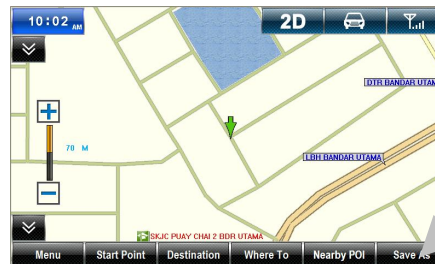 10:02 AM
2D
DTR BANDAR UTAM
70 M
LBH BANDAR UTAMA
SKJC PUAY CHAI 2 BDR UTAMA
Menu
Start Point
Destination
Where To
Nearby POI
Save As